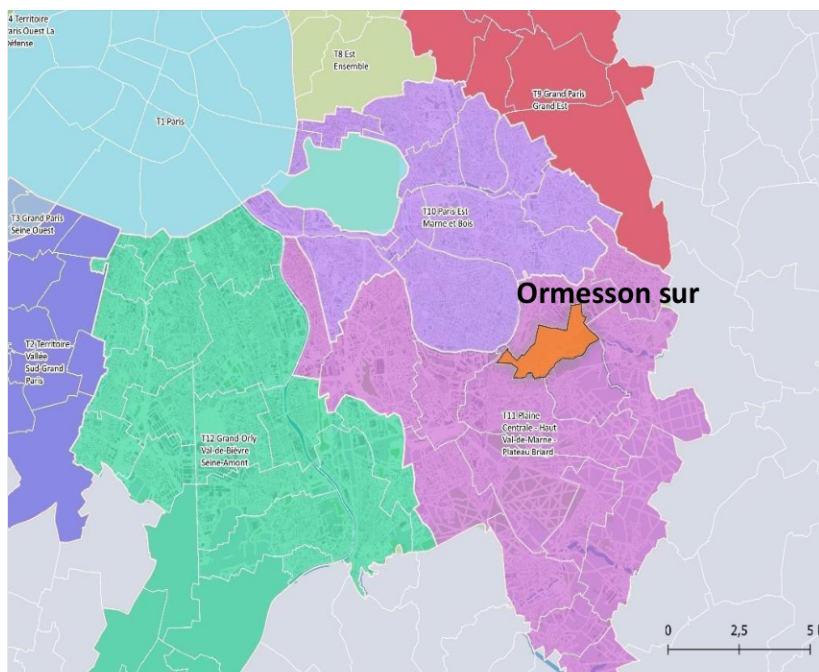 T4 Territoire
Paris Ouest La
Défense
T8 Est
Ensemble
T9 Grand Paris
Grand Est
T1 Paris
T3 Grand Paris
Seine Ouest
T10 Paris Est
Marne et Bois
Ormesson sur
T2 Territoire
Vallée
Sud-Grand
Paris
T11 Plaine
Centrale - Haut
Val-de-Marne -
Plateau Briard
T12 Grand Orly
Val-de-Bièvre
Seine-Amont
0 2,5 5